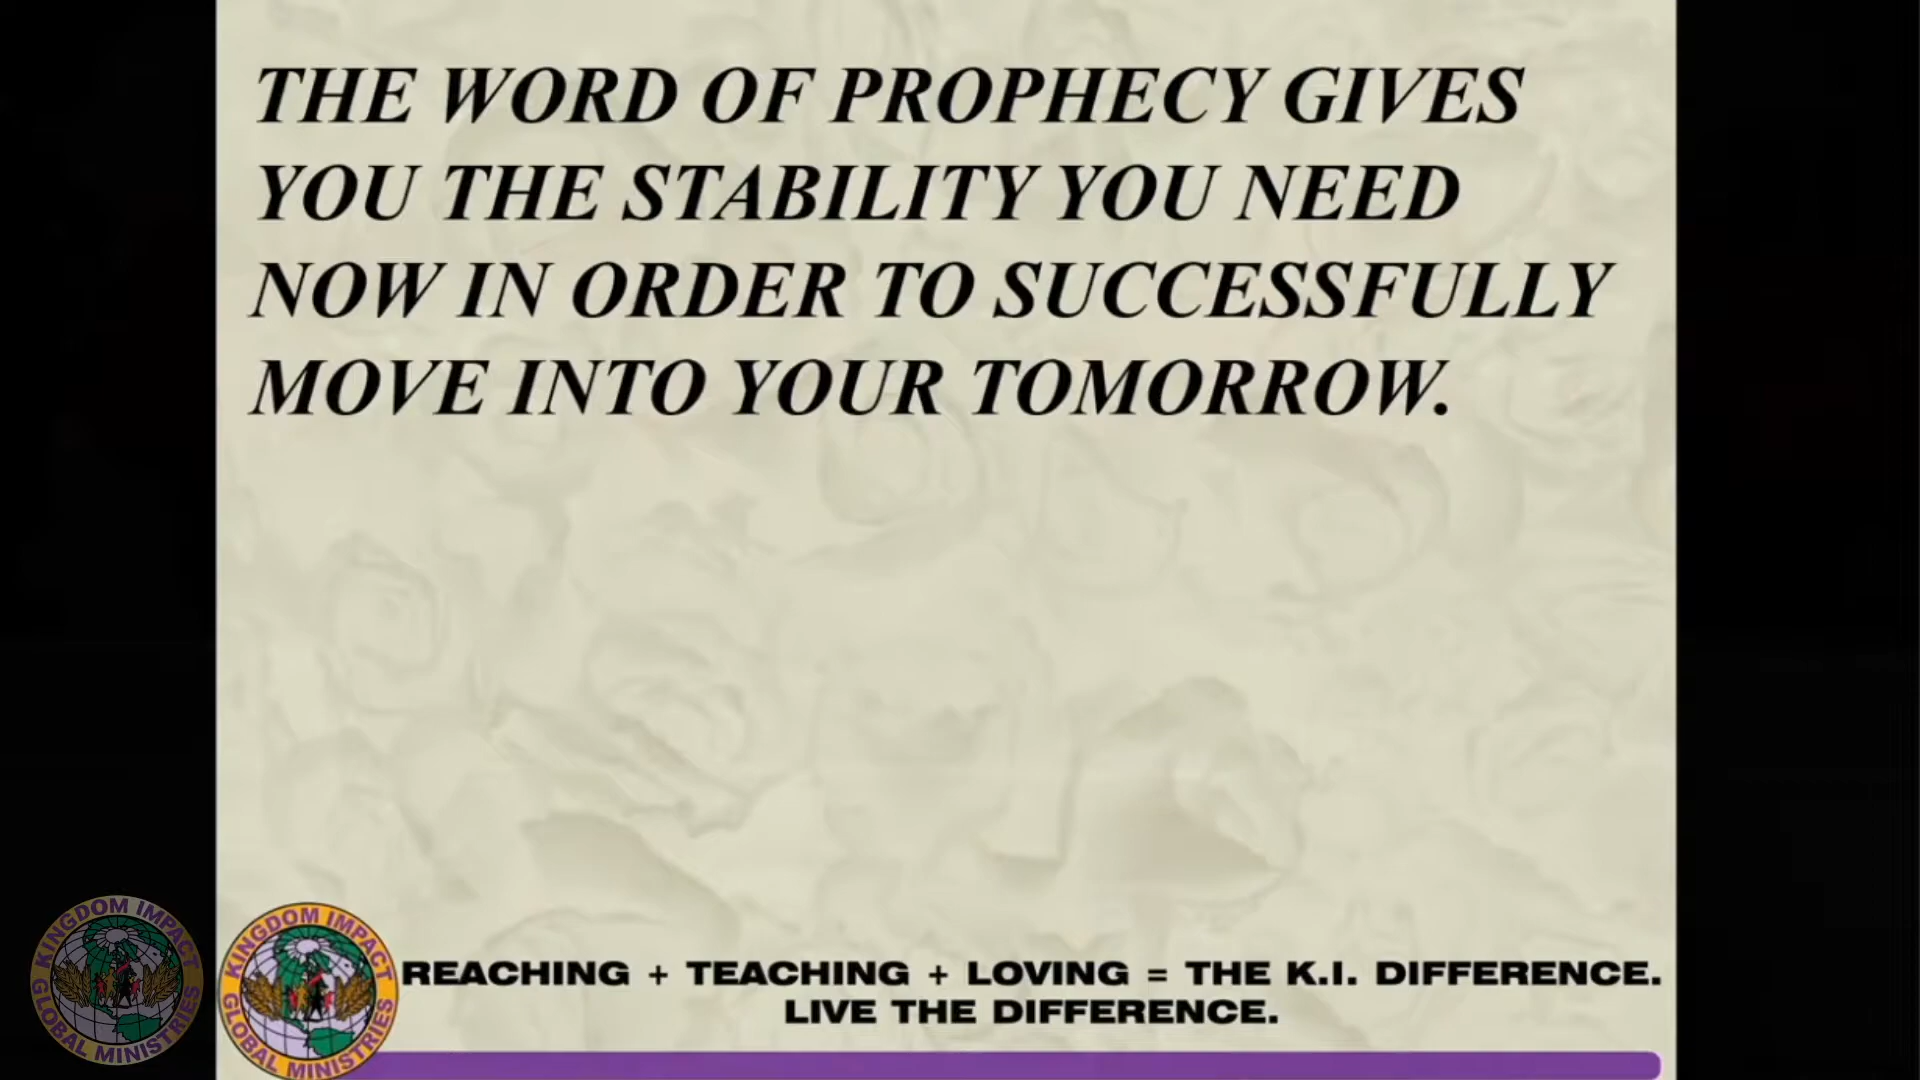 THE WORD OF PROPHECY GIVES
YOU THE STABILITY YOU NEED
NOW IN ORDER TO SUCCESSFULLY
MOVE INTO YOUR TOMORROW.
KINGDOM IMPACT
GLOBAL MINISTRIES
KINGDOM IMPACT
GLOBAL MINISTRIES
REACHING + TEACHING + LOVING = THE K.I. DIFFERENCE.
LIVE THE DIFFERENCE.